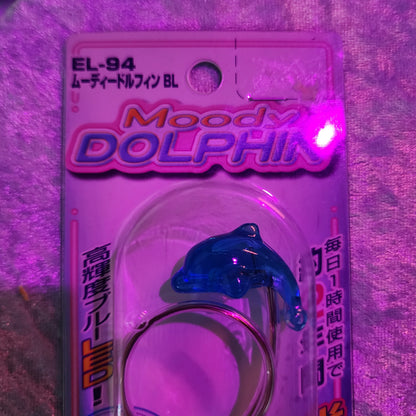 EL-94
ムーディードルフィン BL
Moody
DOLPHIN
高輝度ブルーLED!
毎日1時間使用で